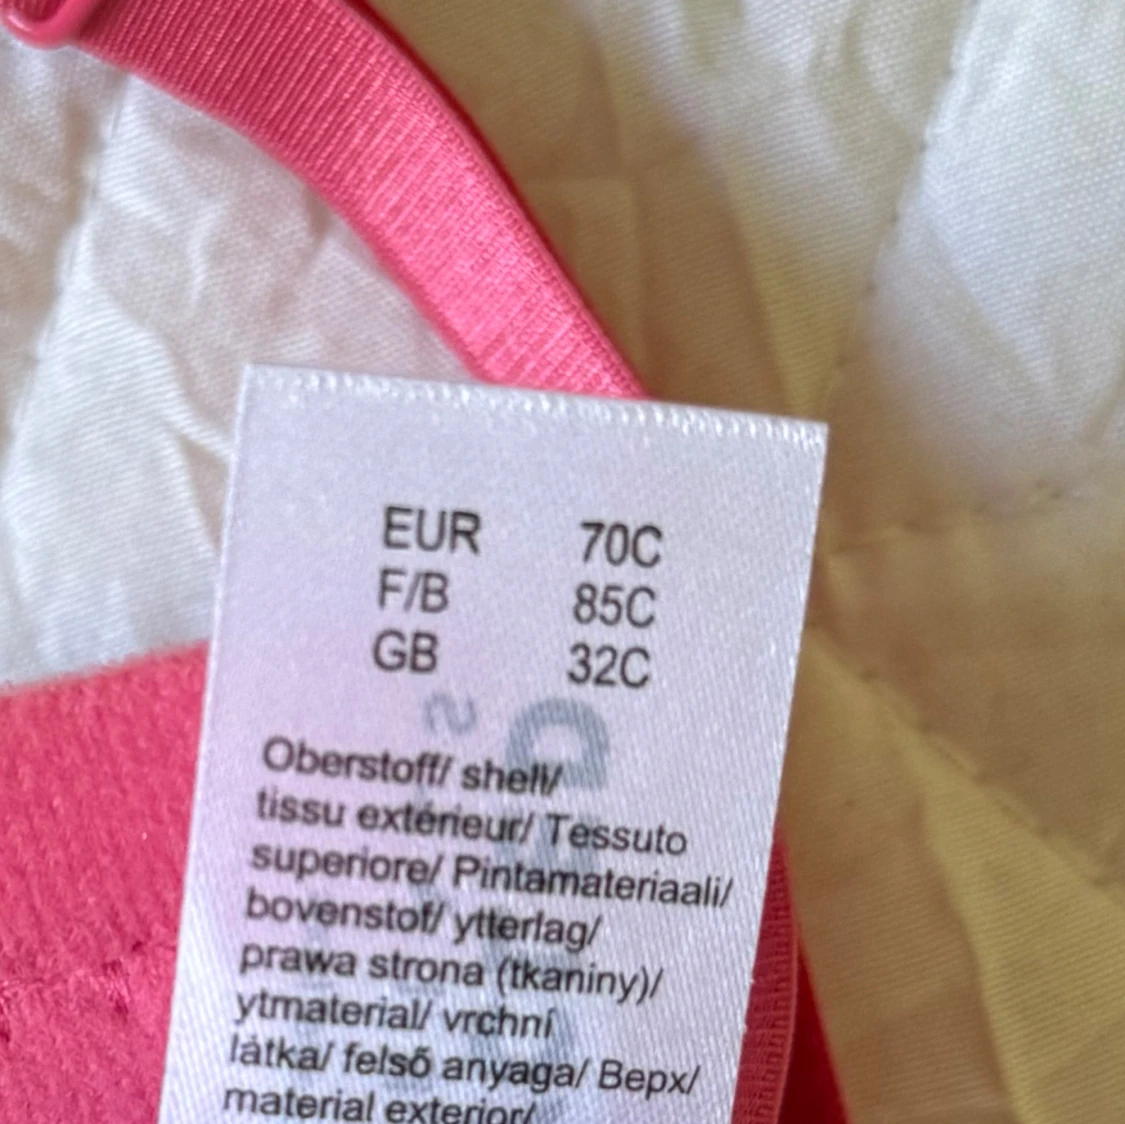 EUR 70C
F/B 85C
GB 32C
Oberstoff/ shell/
tissu extérieur/ Tessuto
superiore/ Pintamateriaali/
bovenstof/ ytterlag/
prawa strona (tkaniny)/
ytmaterial/ vrchní
látka/ felső anyaga/ Верх/
material exterior/